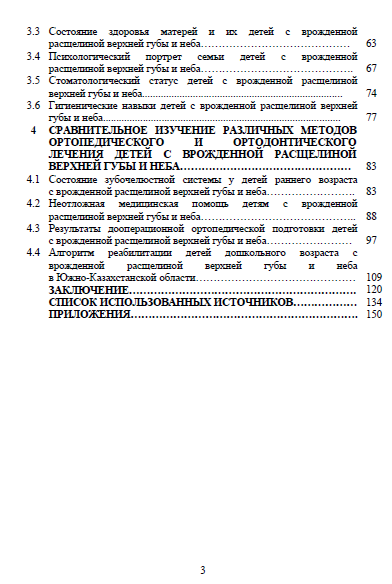 3.3 Состояние здоровья матерей и их детей с врожденной
расщелиной верхней губы и неба…………………………………… 63
3.4 Психологический портрет семьи детей с врожденной
расщелиной верхней губы и неба…………………………………… 67
3.5 Стоматологический статус детей с врожденной расщелиной
верхней губы и неба........................................................................... 74
3.6 Гигиенические навыки детей с врожденной расщелиной верхней
губы и неба......................................................................................... 77
4 СРАВНИТЕЛЬНОЕ ИЗУЧЕНИЕ РАЗЛИЧНЫХ МЕТОДОВ
ОРТОПЕДИЧЕСКОГО И ОРТОДОНТИЧЕСКОГО
ЛЕЧЕНИЯ ДЕТЕЙ С ВРОЖДЕННОЙ РАСЩЕЛИНОЙ
ВЕРХНЕЙ ГУБЫ И НЕБА…………………………………… 83
4.1 Состояние зубочелюстной системы у детей раннего возраста
с врожденной расщелиной верхней губы и неба…………………… 83
4.2 Неотложная медицинская помощь детям с врожденной
расщелиной верхней губы и неба...................................................... 88
4.3 Результаты дооперационной ортопедической подготовки детей
с врожденной расщелиной верхней губы и неба…………………… 97
4.4 Алгоритм реабилитации детей дошкольного возраста с
врожденной расщелиной верхней губы и неба
в Южно-Казахстанской области…………………………………… 109
ЗАКЛЮЧЕНИЕ…………………………………………………… 120
СПИСОК ИСПОЛЬЗОВАННЫХ ИСТОЧНИКОВ……………… 134
ПРИЛОЖЕНИЯ…………………………………………………… 150
3